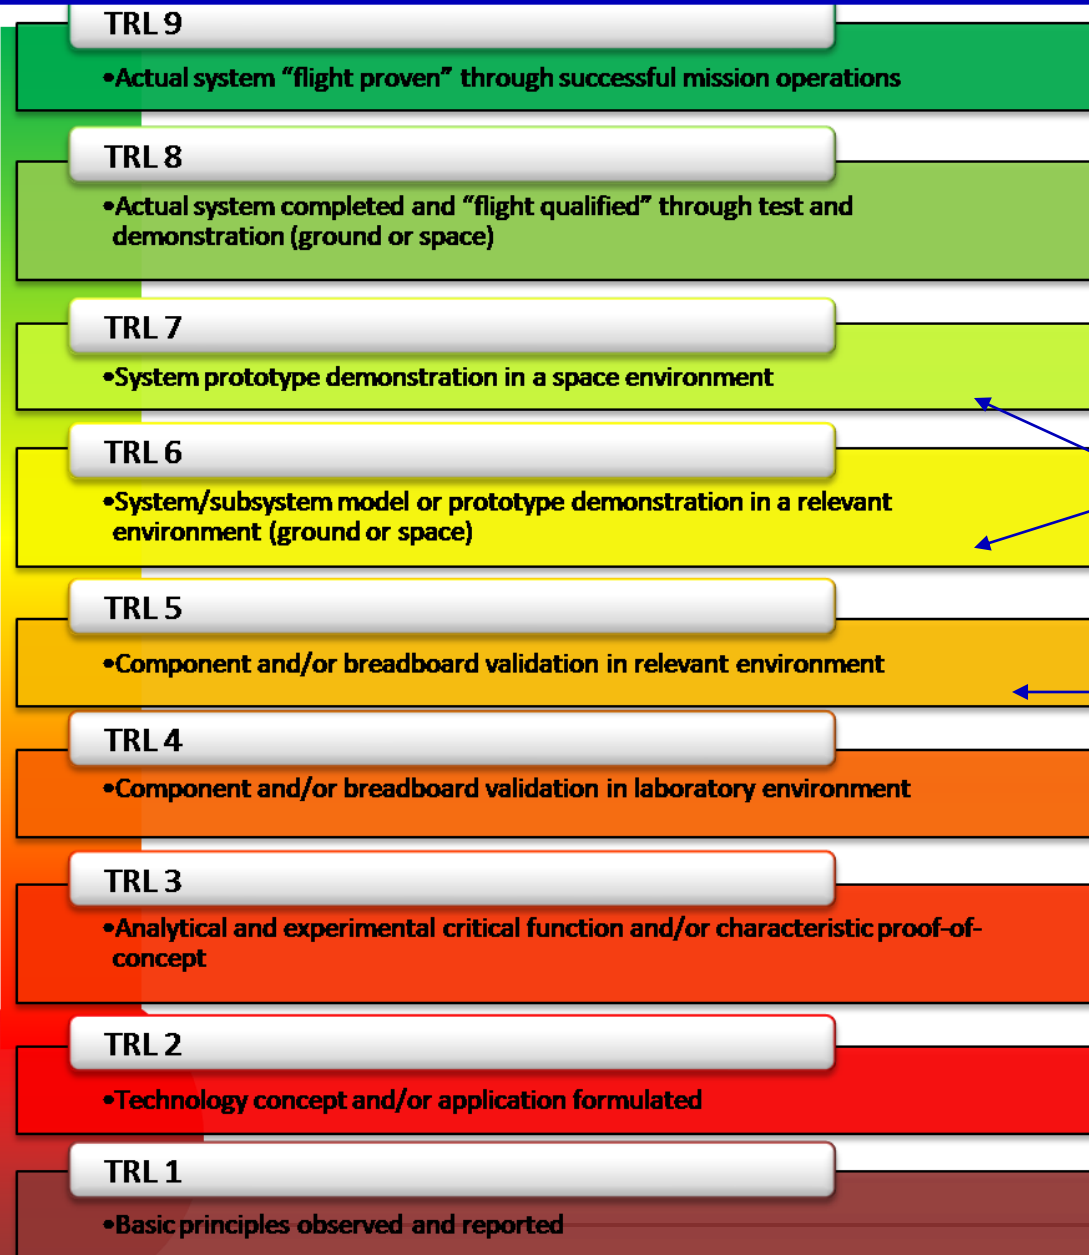 TRL 9
•Actual system “flight proven” through successful mission operations
TRL 8
•Actual system completed and “flight qualified” through test and
demonstration (ground or space)
TRL 7
•System prototype demonstration in a space environment
TRL 6
•System/subsystem model or prototype demonstration in a relevant
environment (ground or space)
TRL 5
•Component and/or breadboard validation in relevant environment
TRL 4
•Component and/or breadboard validation in laboratory environment
TRL 3
•Analytical and experimental critical function and/or characteristic proof-of-
concept
TRL 2
•Technology concept and/or application formulated
TRL 1
•Basic principles observed and reported